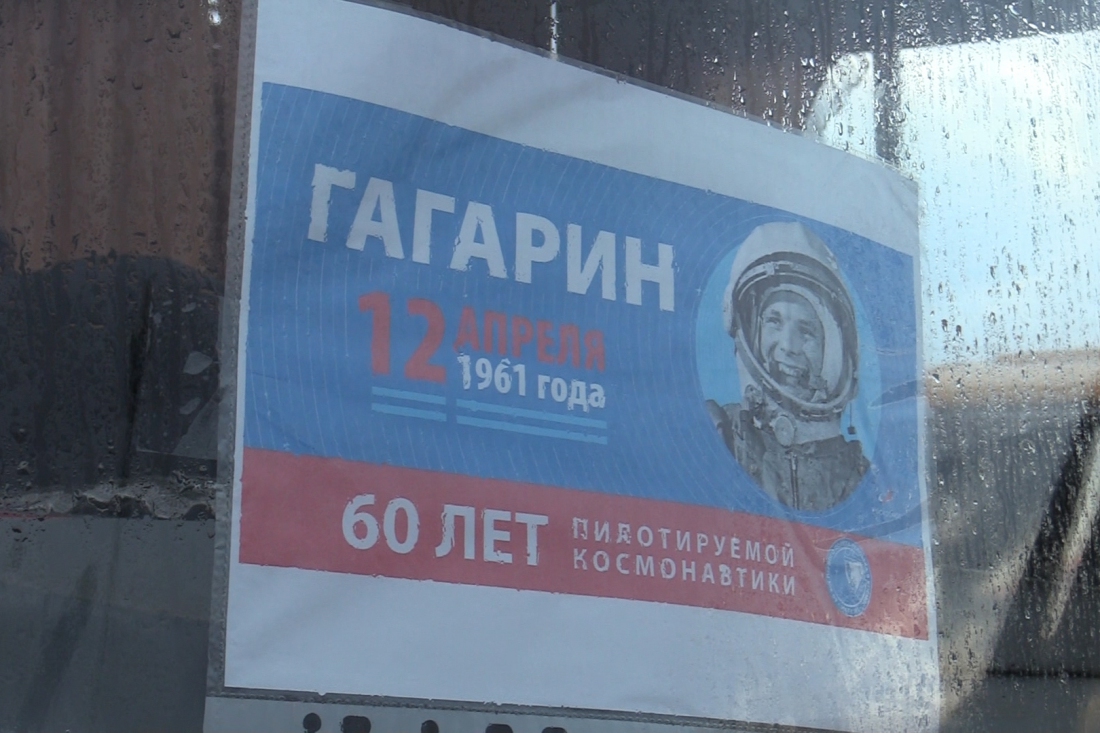 ГАГАРИН
12 АПРЕЛЯ
1961 года
60 ЛЕТ ПИЛОТИРУЕМОЙ
КОСМОНАВТИКИ